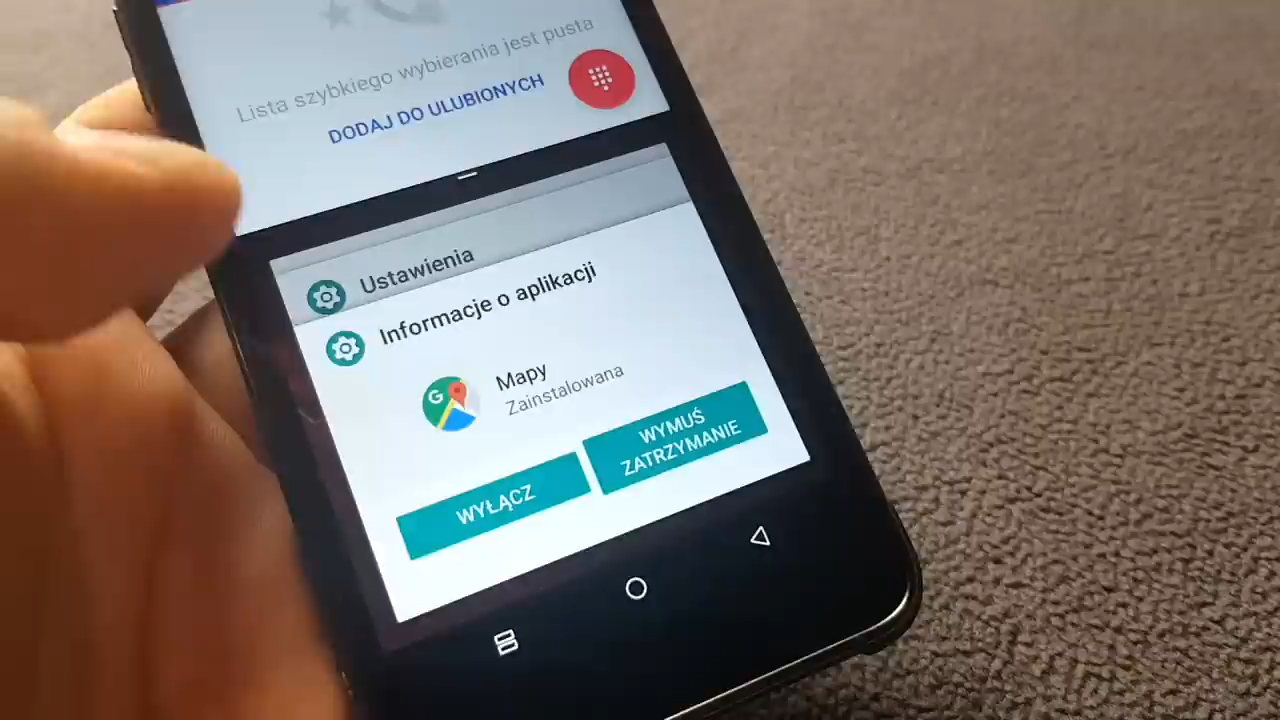 Lista szybkiego wybierania jest pusta
DODAJ DO ULUBIONYCH
Ustawienia
Informacje o aplikacji
G
Mapy
Zainstalowana
WYŁĄCZ
WYMUŚ
ZATRZYMANIE